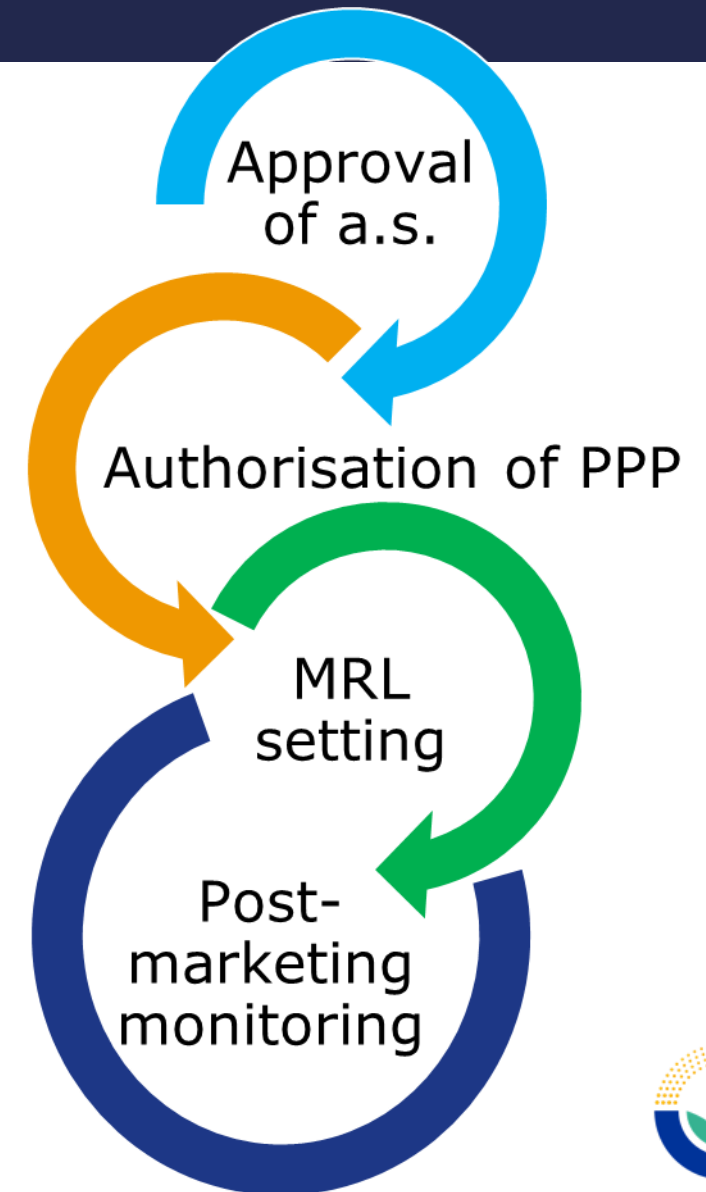 Approval
of a.s.
Authorisation of PPP
MRL
setting
Post-
marketing
monitoring